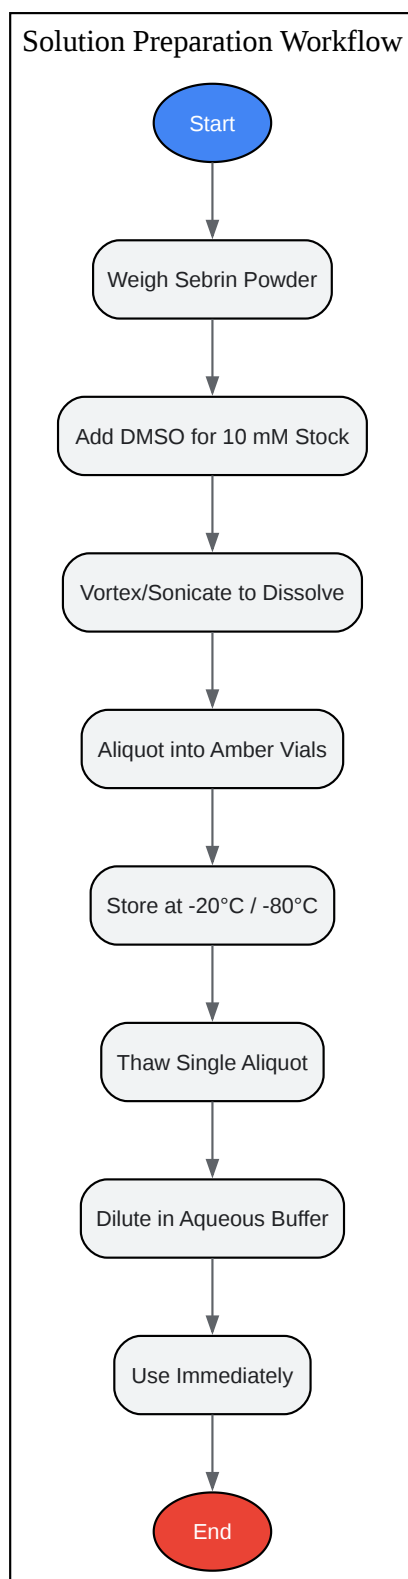 Solution Preparation Workflow
Start
Weigh Sebrin Powder
Add DMSO for 10 mM Stock
Vortex/Sonicate to Dissolve
Aliquot into Amber Vials
Store at -20°C / -80°C
Thaw Single Aliquot
Dilute in Aqueous Buffer
Use Immediately
End